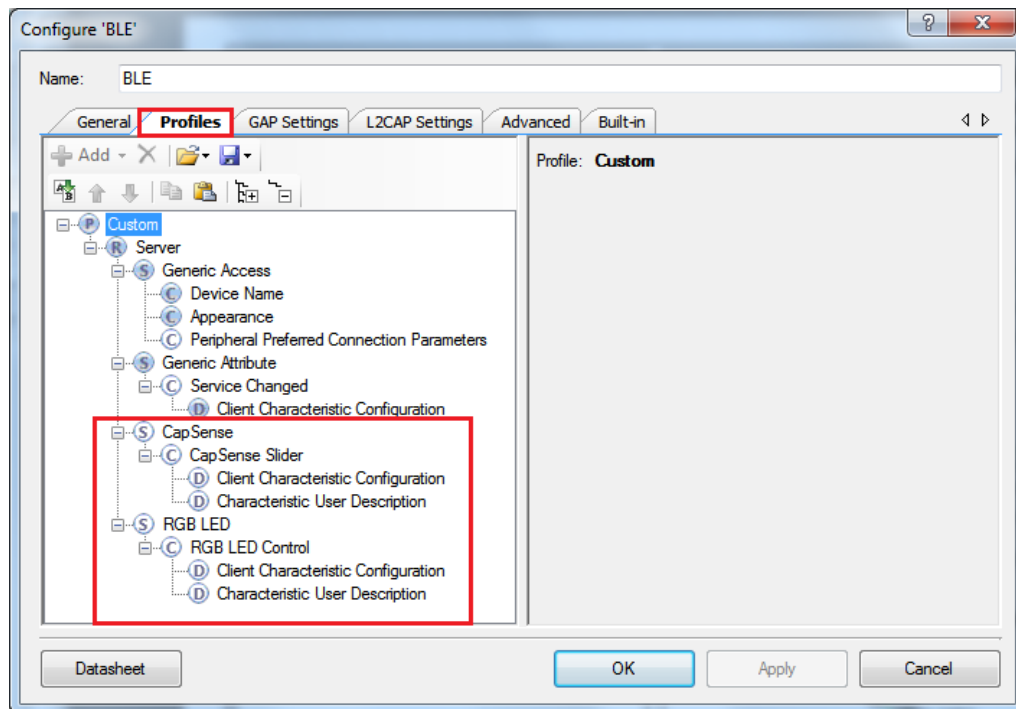 Configure 'BLE'
Name: BLE
General Profiles GAP Settings L2CAP Settings Advanced Built-in
Add
Profile: Custom
A B
P Custom
R Server
S Generic Access
C Device Name
C Appearance
C Peripheral Preferred Connection Parameters
S Generic Attribute
C Service Changed
D Client Characteristic Configuration
S CapSense
C CapSense Slider
D Client Characteristic Configuration
D Characteristic User Description
S RGB LED
C RGB LED Control
D Client Characteristic Configuration
D Characteristic User Description
Datasheet OK Apply Cancel